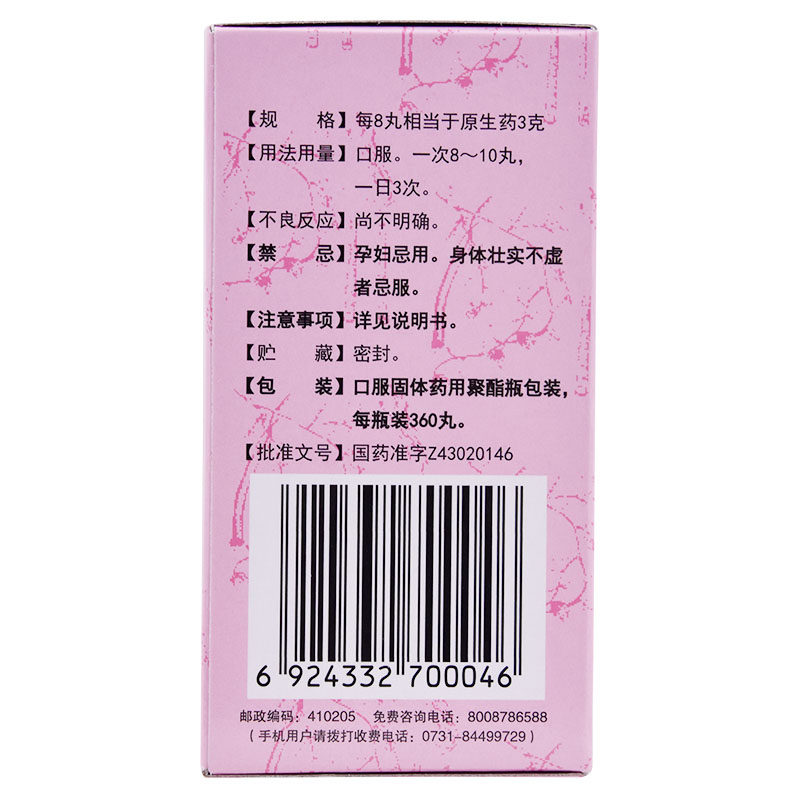 【规　　格】每8丸相当于原生药3克
【用法用量】口服。一次8～10丸，
一日3次。
【不良反应】尚不明确。
【禁　　忌】孕妇忌用。身体壮实不虚
者忌服。
【注意事项】详见说明书。
【贮　　藏】密封。
【包　　装】口服固体药用聚酯瓶包装，
每瓶装360丸。
【批准文号】国药准字Z43020146
6 924332 700046
邮政编码：410205　免费咨询电话：8008786588
（手机用户请拨打收费电话：0731-84499729）